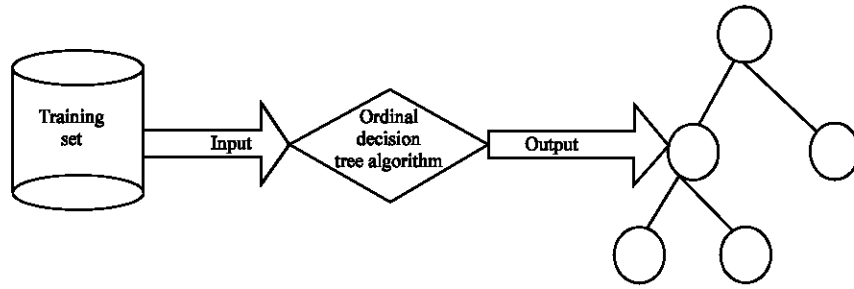 Training
set
Input
Ordinal
decision
tree algorithm
Output